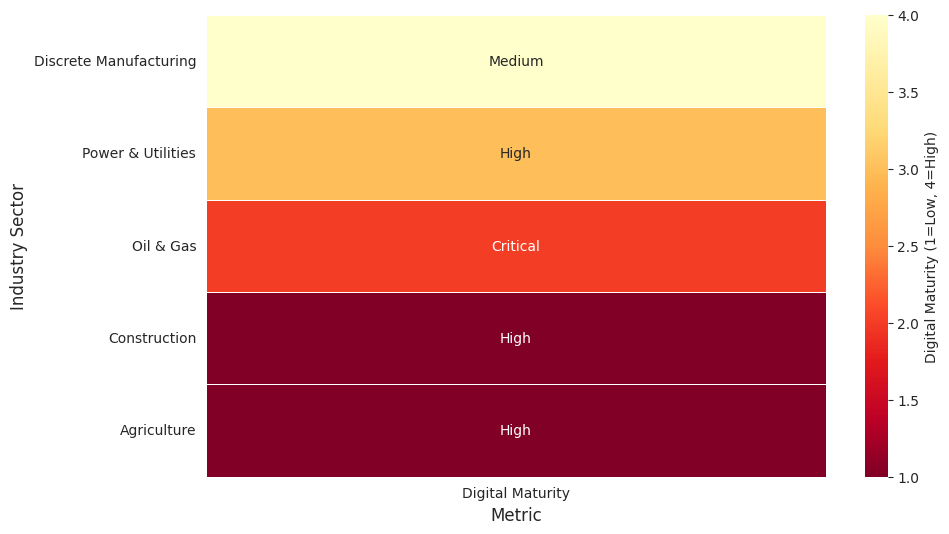 Industry Sector
Discrete Manufacturing
Power & Utilities
Oil & Gas
Construction
Agriculture
Medium
High
Critical
High
High
Digital Maturity
Metric
4.0
3.5
3.0
2.5
2.0
1.5
1.0
Digital Maturity (1=Low, 4=High)